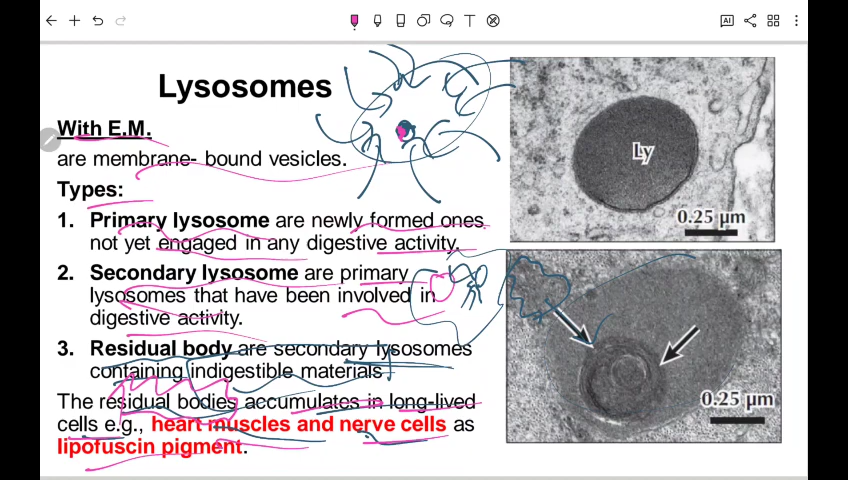 AI
T
Lysosomes
With E.M.
are membrane- bound vesicles.
Types:
1. Primary lysosome are newly formed ones
not yet engaged in any digestive activity.
2. Secondary lysosome are primary
lysosomes that have been involved in
digestive activity.
3. Residual body are secondary lysosomes
containing indigestible materials
The residual bodies accumulates in long-lived
cells e.g., heart muscles and nerve cells as
lipofuscin pigment.
Ly
0.25 µm
0.25 µm